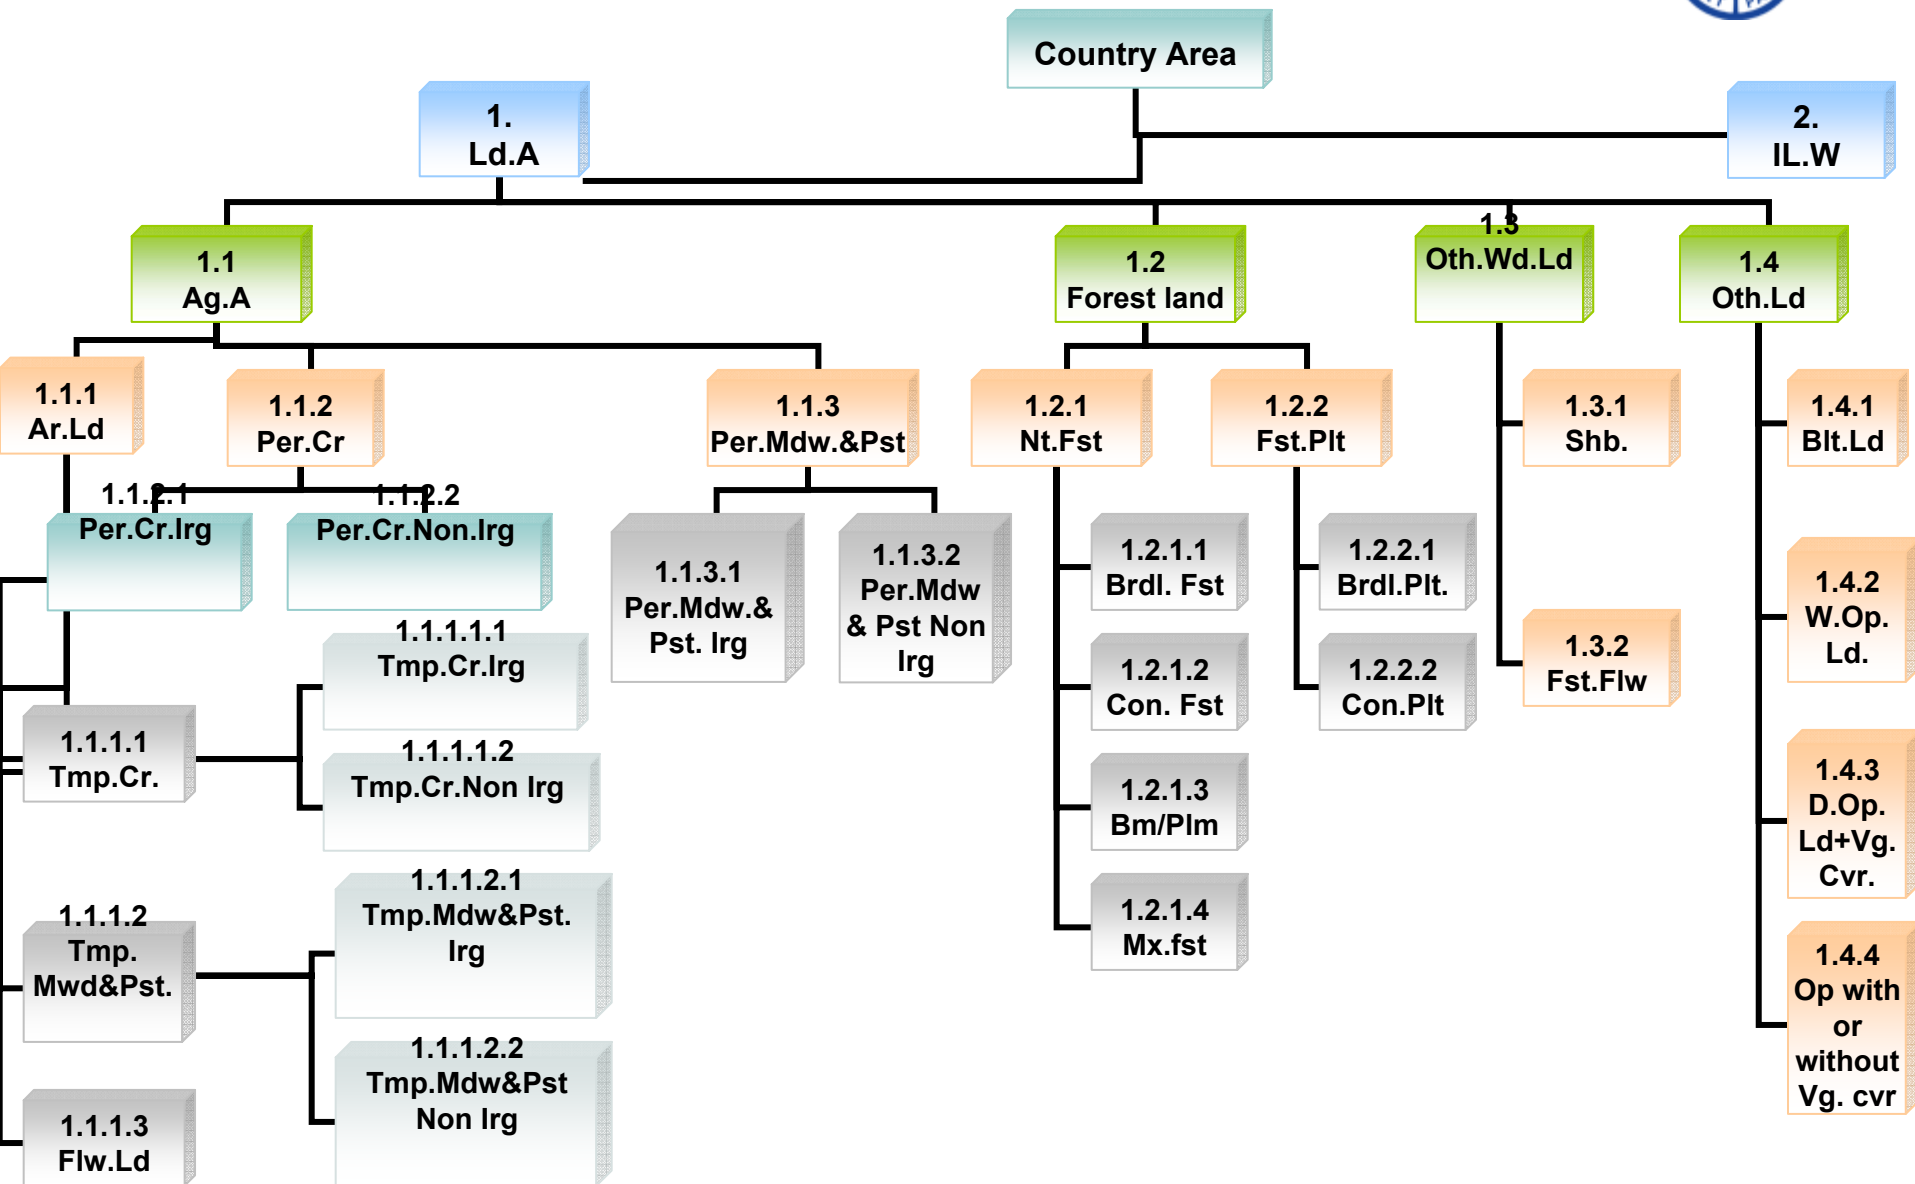 Country Area
1.
Ld.A
2.
IL.W
1.1
Ag.A
1.2
Forest land
1.3
Oth.Wd.Ld
1.4
Oth.Ld
1.1.1
Ar.Ld
1.1.2
Per.Cr
1.1.3
Per.Mdw.&Pst
1.2.1
Nt.Fst
1.2.2
Fst.Plt
1.3.1
Shb.
1.4.1
Blt.Ld
1.1.2.1
Per.Cr.Irg
1.1.2.2
Per.Cr.Non.Irg
1.1.3.1
Per.Mdw.&
Pst. Irg
1.1.3.2
Per.Mdw
& Pst Non
Irg
1.2.1.1
Brdl. Fst
1.2.2.1
Brdl.Plt.
1.4.2
W.Op.
Ld.
1.1.1.1.1
Tmp.Cr.Irg
1.2.1.2
Con. Fst
1.2.2.2
Con.Plt
1.3.2
Fst.Flw
1.1.1.1
Tmp.Cr.
1.1.1.1.2
Tmp.Cr.Non Irg
1.2.1.3
Bm/Plm
1.4.3
D.Op.
Ld+Vg.
Cvr.
1.1.1.2
Tmp.
Mwd&Pst.
1.1.1.2.1
Tmp.Mdw&Pst.
Irg
1.2.1.4
Mx.fst
1.4.4
Op with
or
without
Vg. cvr
1.1.1.2.2
Tmp.Mdw&Pst
Non Irg
1.1.1.3
Flw.Ld